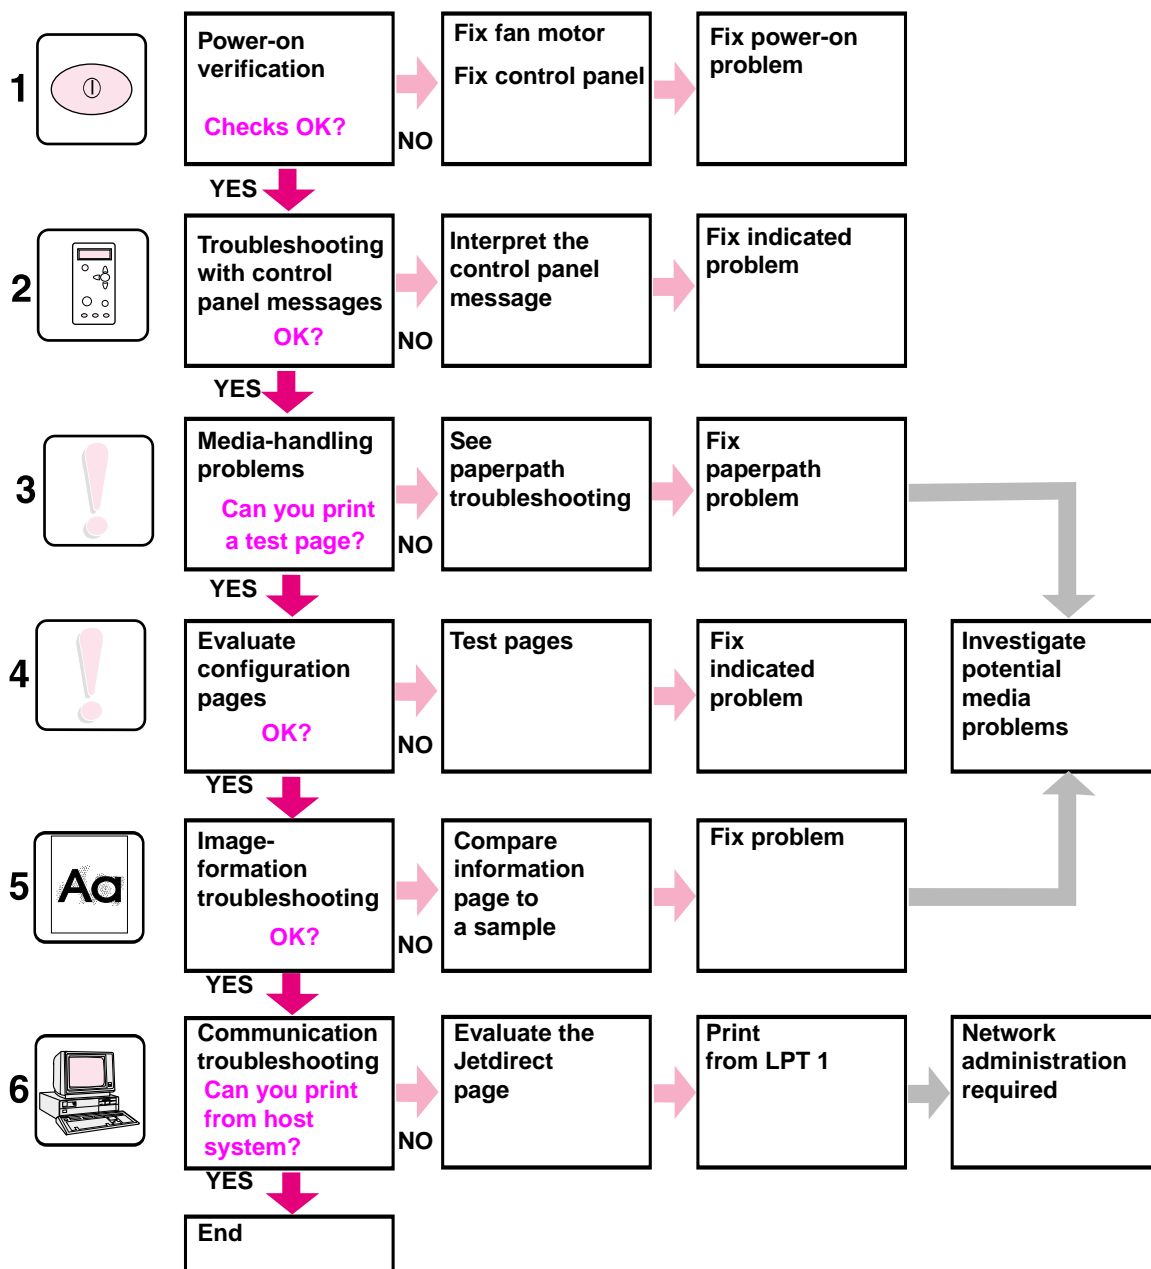 1
Power-on
verification
Checks OK?
NO
Fix fan motor
Fix control panel
Fix power-on
problem
YES
2
Troubleshooting
with control
panel messages
OK?
NO
Interpret the
control panel
message
Fix indicated
problem
YES
3
Media-handling
problems
Can you print
a test page?
NO
See
paperpath
troubleshooting
Fix
paperpath
problem
YES
4
Evaluate
configuration
pages
OK?
NO
Test pages
Fix
indicated
problem
Investigate
potential
media
problems
YES
5
Aa
Image-
formation
troubleshooting
OK?
NO
Compare
information
page to
a sample
Fix problem
YES
6
Communication
troubleshooting
Can you print
from host
system?
NO
Evaluate the
Jetdirect
page
Print
from LPT 1
Network
administration
required
YES
End